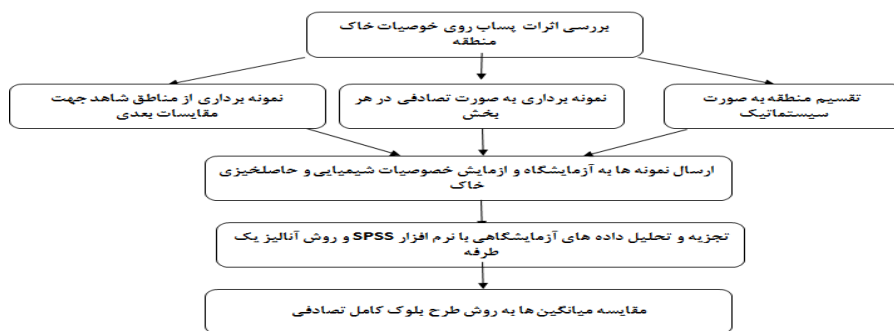 بررسی اثرات پساب روی خوصیات خاک
منطقه
تقسیم منطقه به صورت
سیستماتیک
نمونه برداری به صورت تصادفی در هر
بخش
نمونه برداری از مناطق شاهد جهت
مقایسات بعدی
ارسال نمونه ها به آزمایشگاه و ازمایش خصوصیات شیمیایی و حاصلخیزی
خاک
تجزیه و تحلیل داده های آزمایشگاهی با نرم افزار SPSS و روش آنالیز یک
طرفه
مقایسه میانگین ها به روش طرح بلوک کامل تصادفی